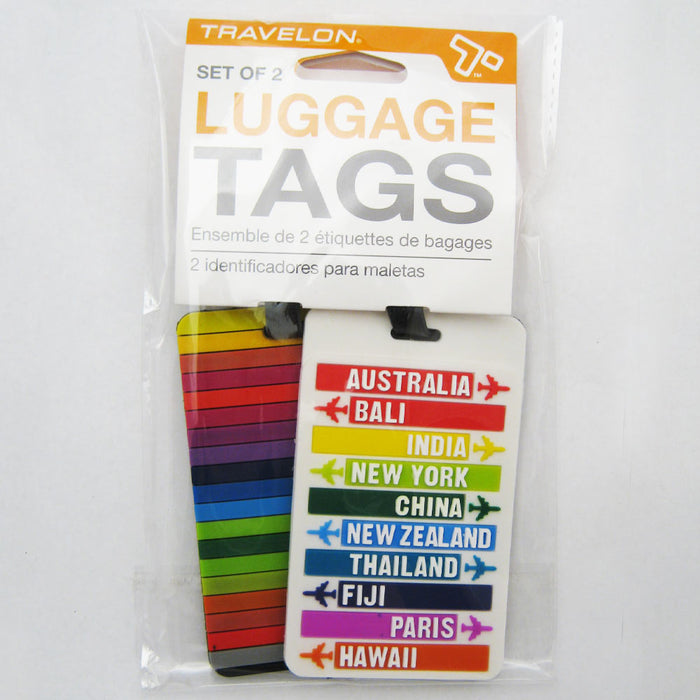 TRAVELON®
SET OF 2
LUGGAGE
TAGS
Ensemble de 2 étiquettes de bagages
2 identificadores para maletas
AUSTRALIA
BALI
INDIA
NEW YORK
CHINA
NEW ZEALAND
THAILAND
FIJI
PARIS
HAWAII